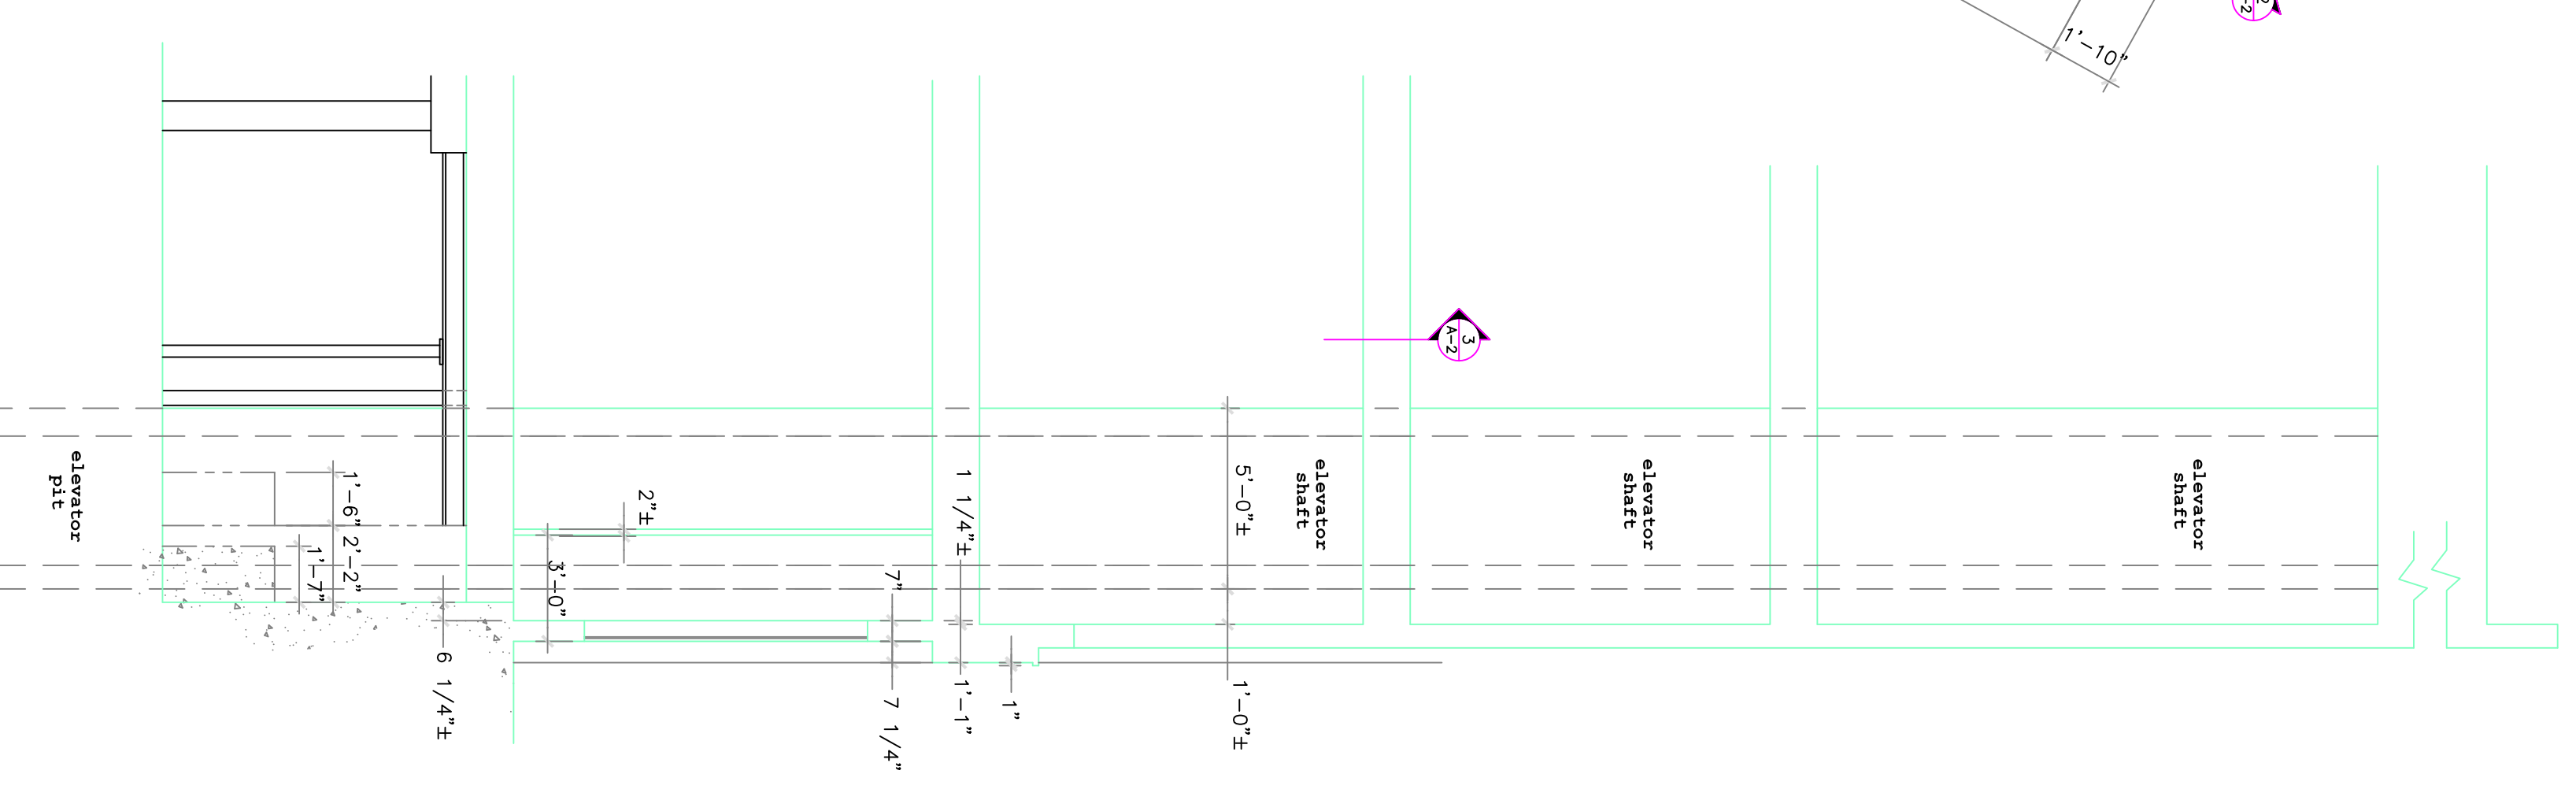 1'-10"
2
A-2
3
A-2
elevator
pit
1'-6"
2'-2"
1'-7"
6 1/4"±
2"±
3'-0"
7"
7 1/4"
1 1/4"±
1'-1"
1"
5'-0"±
1'-0"±
elevator
shaft
elevator
shaft
elevator
shaft